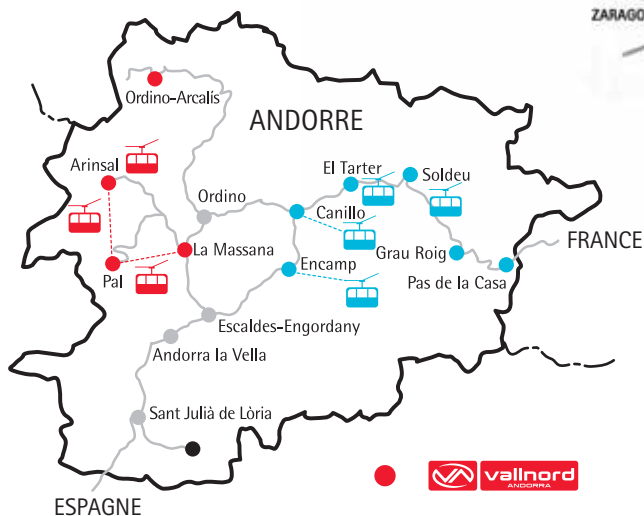 ZARAGO
Ordino-Arcalís
ANDORRE
Arinsal
El Tarter
Soldeu
Ordino
Canillo
La Massana
Grau Roig
FRANCE
Pal
Encamp
Pas de la Casa
Escaldes-Engordany
Andorra la Vella
Sant Julià de Lòria
vallnord
ANDORRA
ESPAGNE